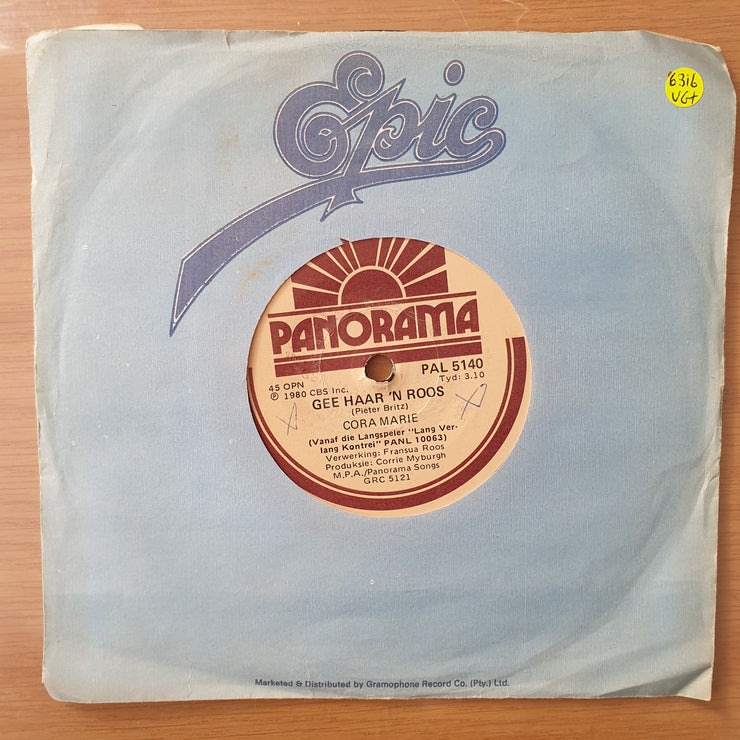 Epic
6316
VG+
PANORAMA
PAL 5140
Tyd: 3.10
45 OPN
℗ 1980 CBS Inc.
GEE HAAR 'N ROOS
(Pieter Britz)
CORA MARIE
(Vanaf die Langspeler "Lang Ver-
lang Kontrei" PANL 10063)
Verwerking: Fransua Roos
Produksie: Corrie Myburgh
M.P.A./Panorama Songs
GRC 5121
Marketed & Distributed by Gramophone Record Co. (Pty.) Ltd.